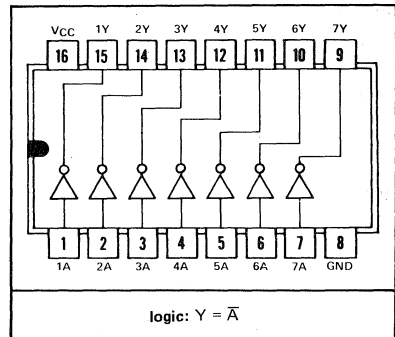 VCC 1Y 2Y 3Y 4Y 5Y 6Y 7Y
16 15 14 13 12 11 10 9
1 2 3 4 5 6 7 8
1A 2A 3A 4A 5A 6A 7A GND
logic: Y = A̅